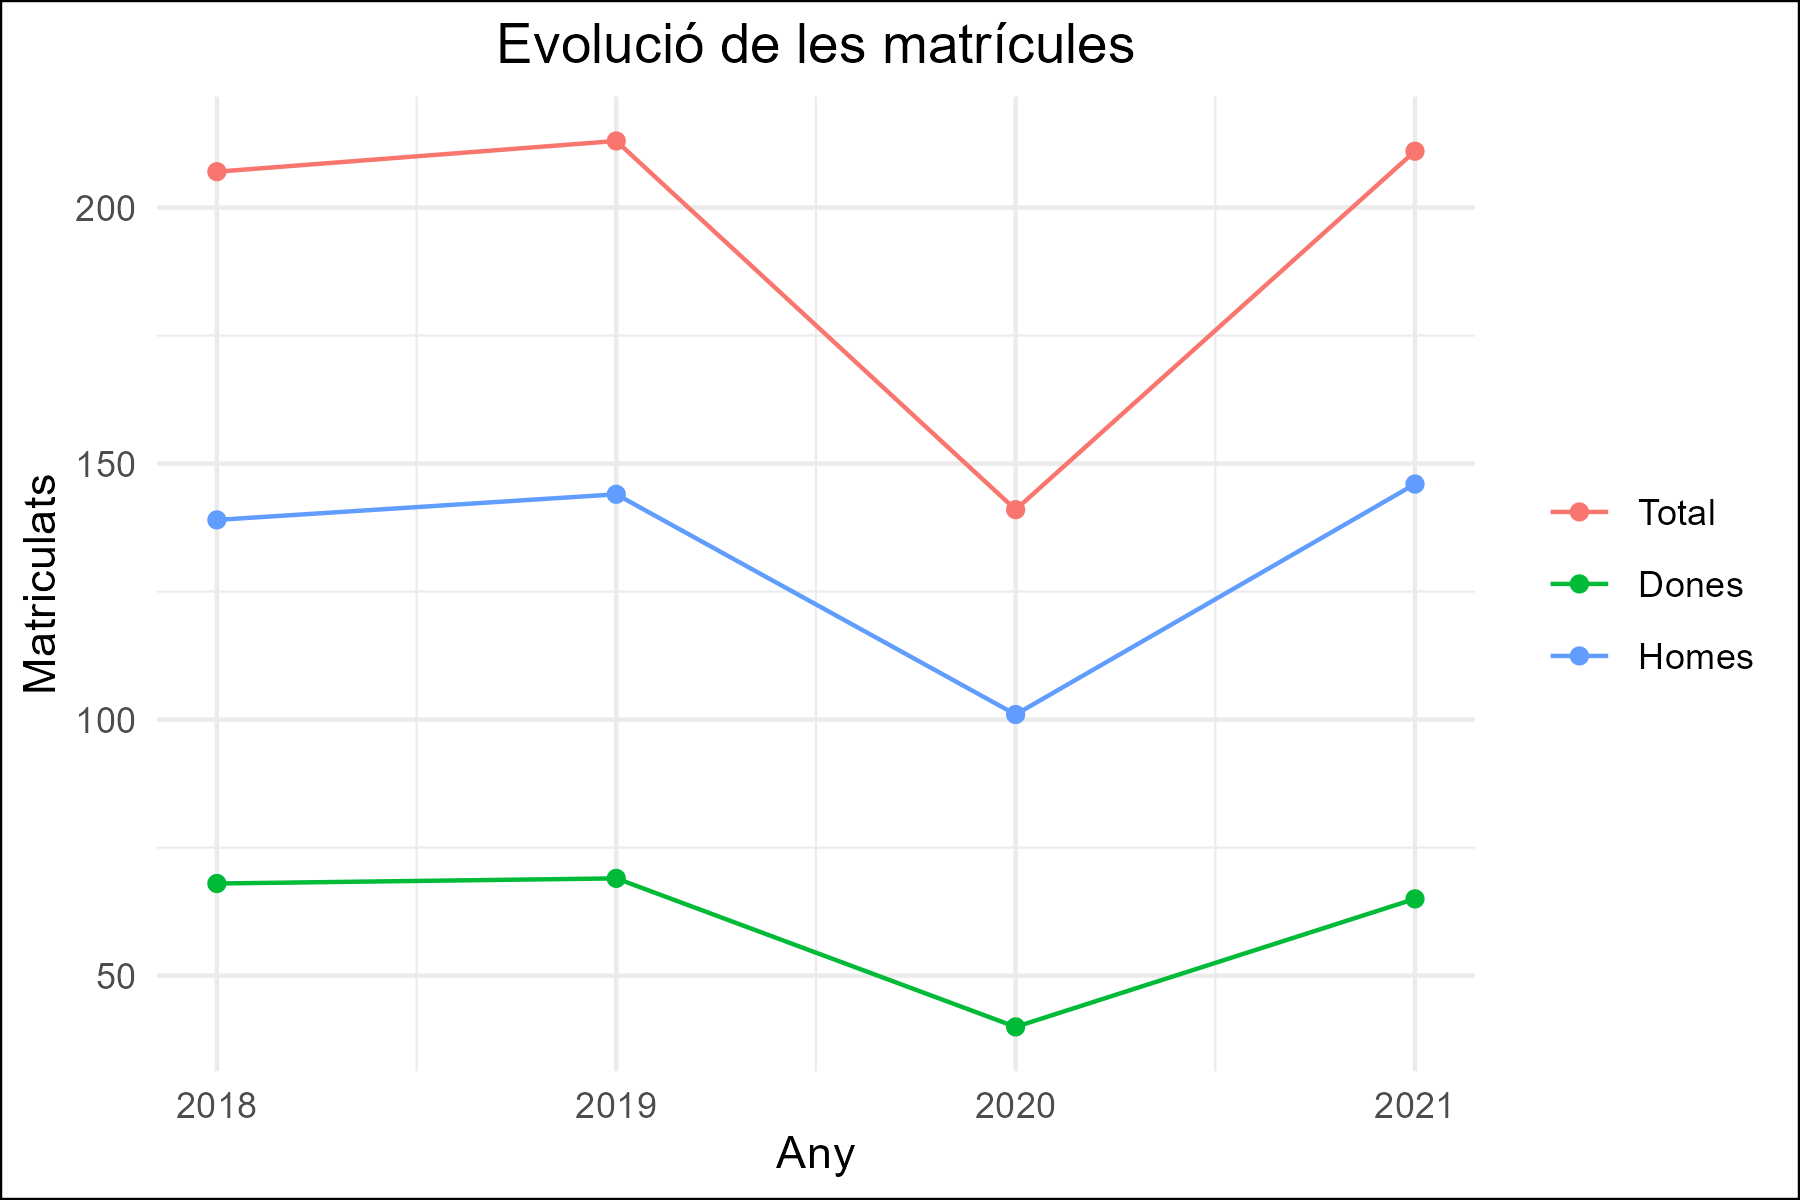 Evolució de les matrícules
200
150
100
50
Matriculats
2018
2019
2020
2021
Any
Total
Dones
Homes